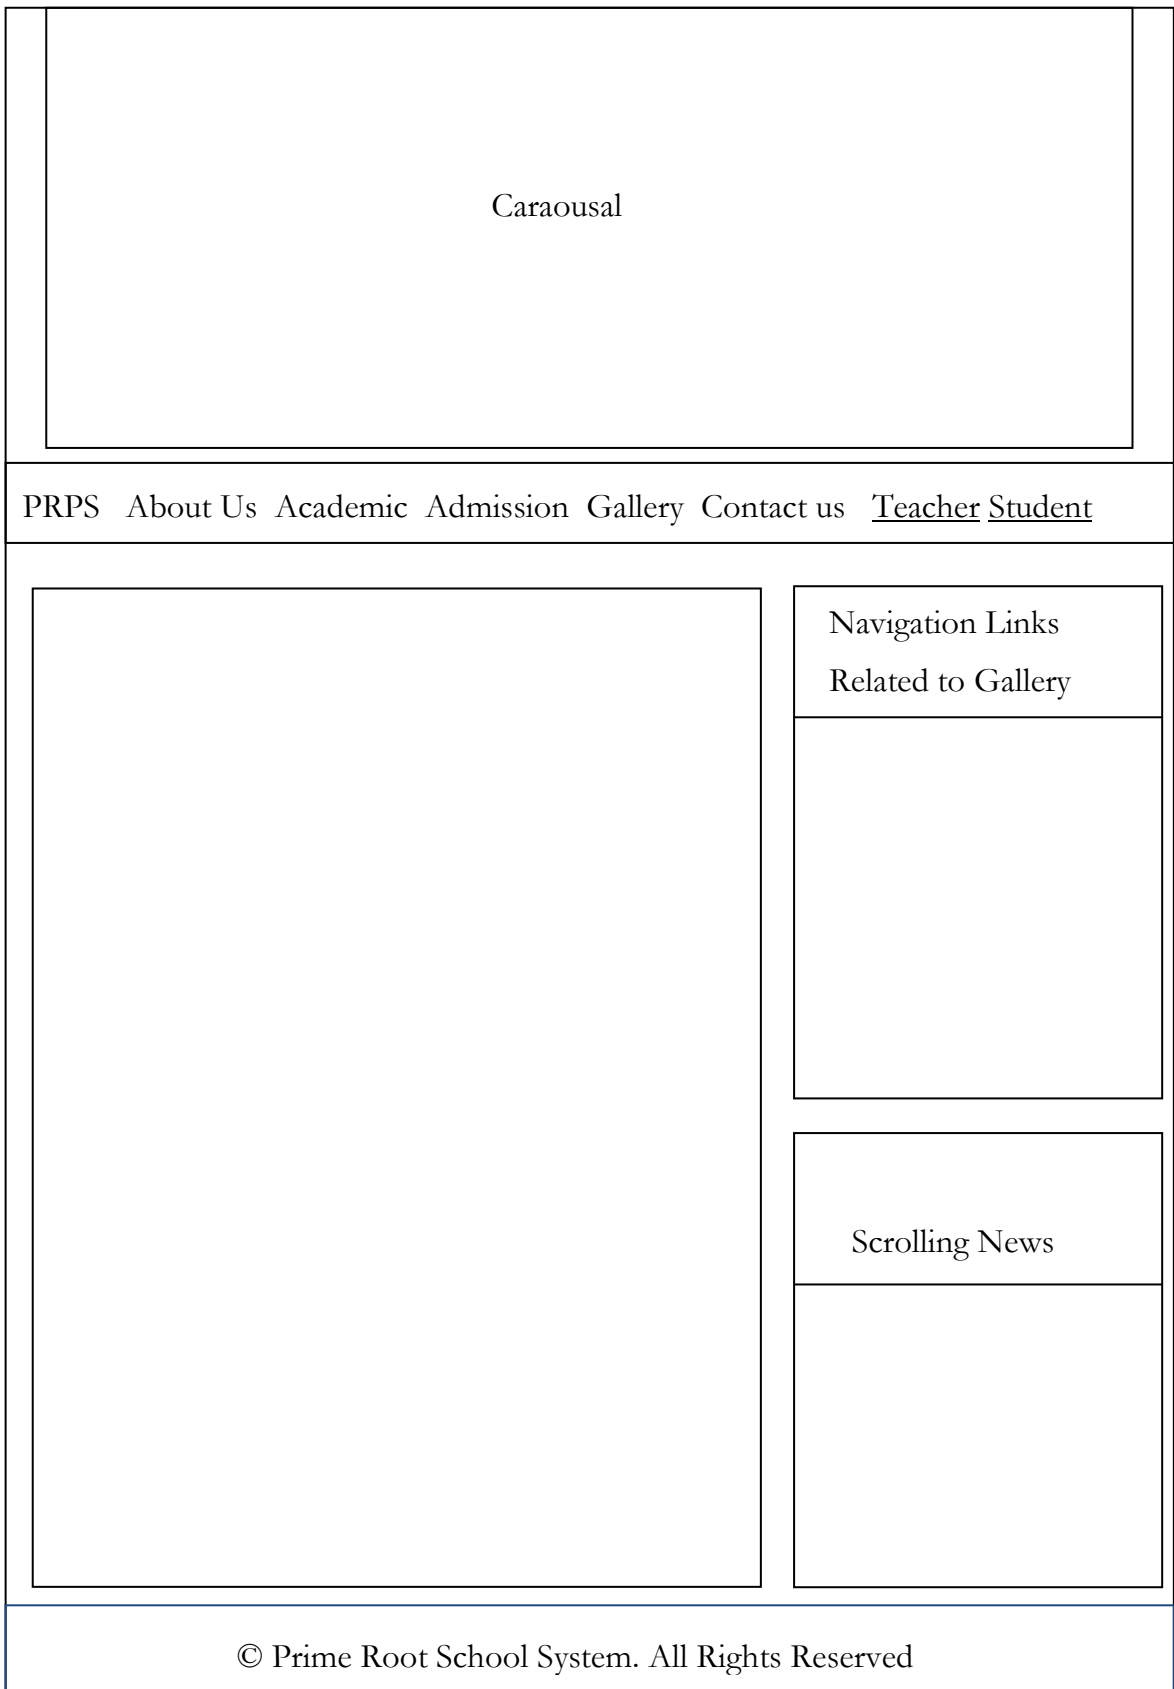 Caraousal
PRPS About Us Academic Admission Gallery Contact us Teacher Student
Navigation Links
Related to Gallery
Scrolling News
© Prime Root School System. All Rights Reserved